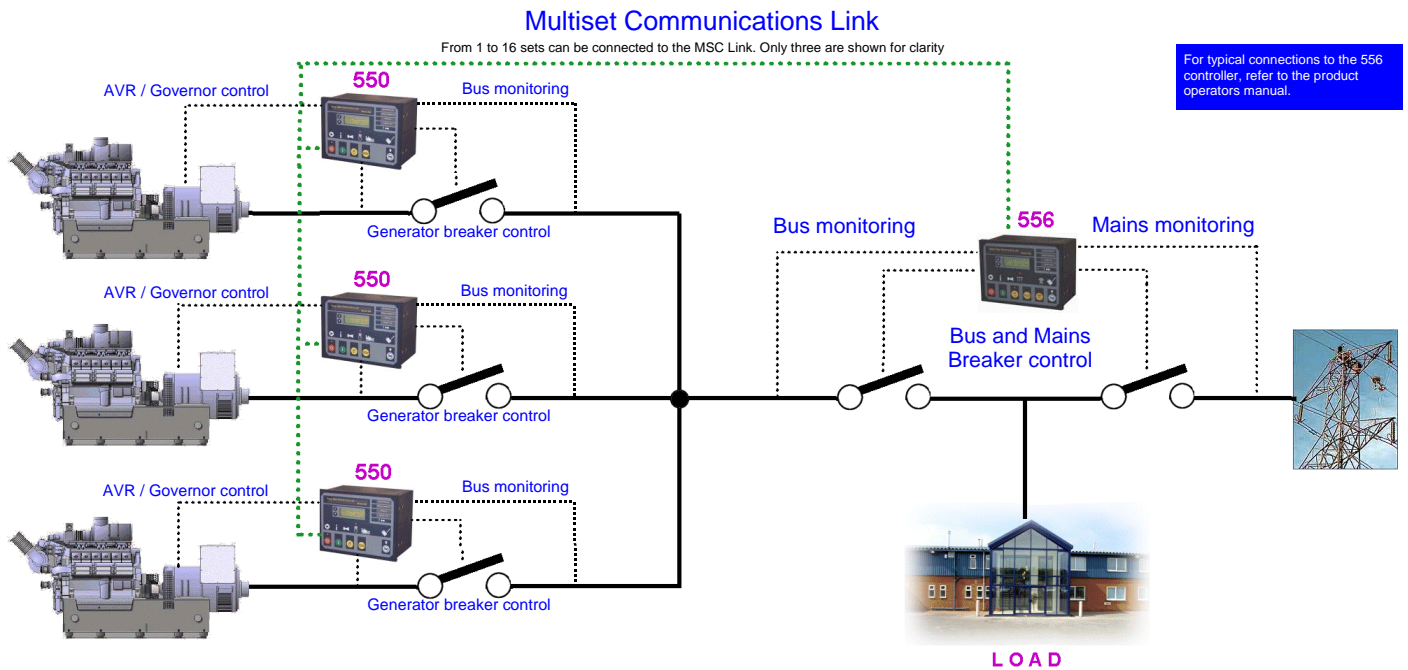 Multiset Communications Link
From 1 to 16 sets can be connected to the MSC Link. Only three are shown for clarity
For typical connections to the 556
controller, refer to the product
operators manual.
550
AVR / Governor control
Bus monitoring
Generator breaker control
550
AVR / Governor control
Bus monitoring
Generator breaker control
550
AVR / Governor control
Bus monitoring
Generator breaker control
556
Bus monitoring
Mains monitoring
Bus and Mains
Breaker control
LOAD